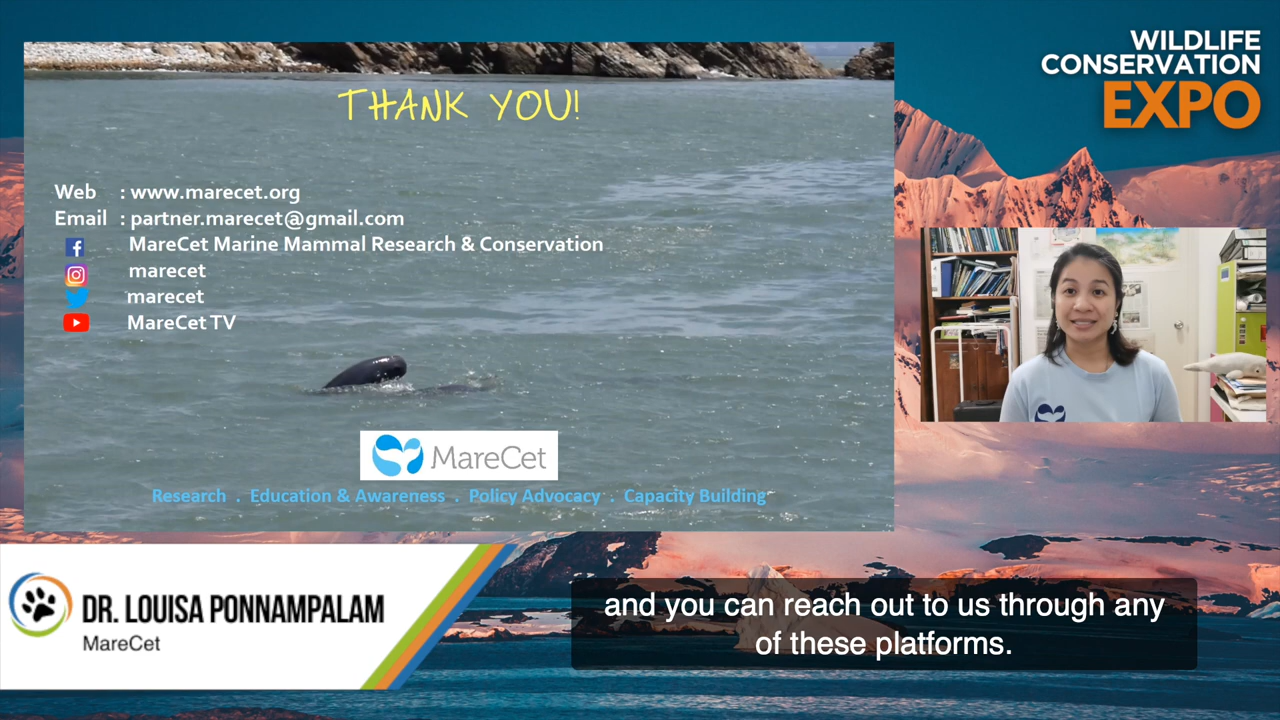 WILDLIFE
CONSERVATION
EXPO
THANK YOU!
Web : www.marecet.org
Email : partner.marecet@gmail.com
MareCet Marine Mammal Research & Conservation
marecet
marecet
MareCet TV
MareCet
Research . Education & Awareness . Policy Advocacy . Capacity Building
DR. LOUISA PONNAMPALAM
MareCet
and you can reach out to us through any
of these platforms.